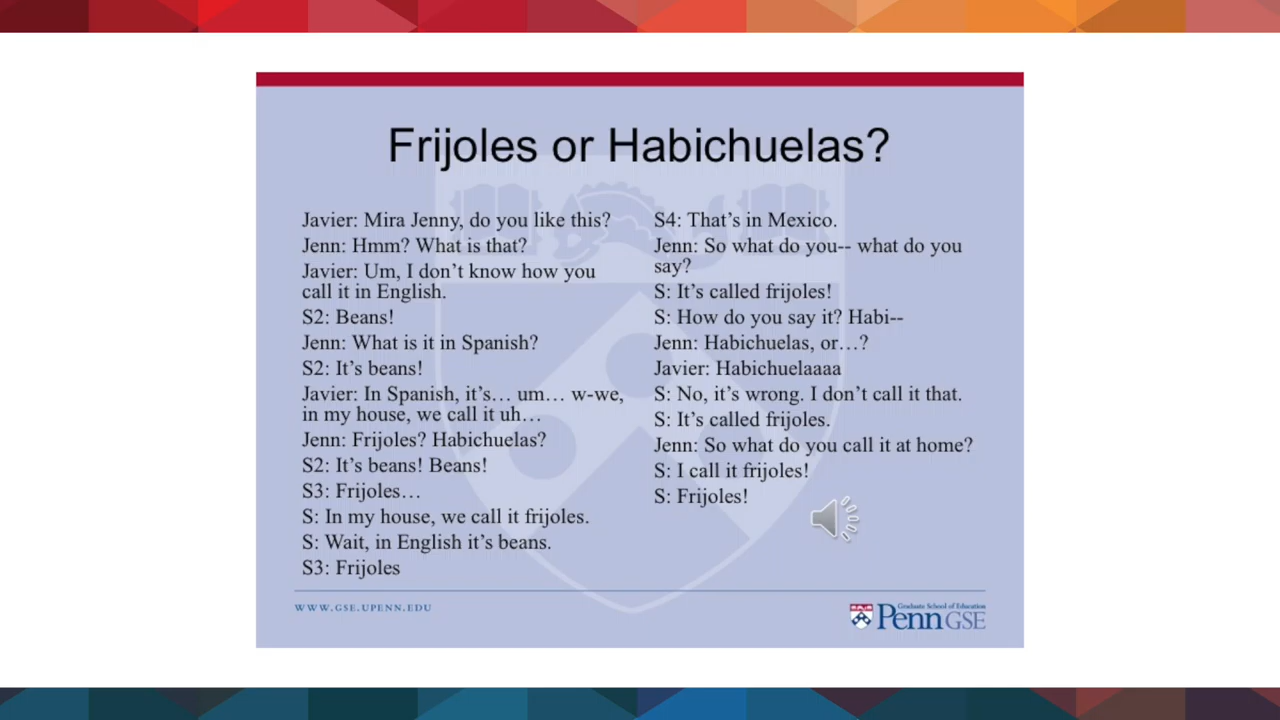 Frijoles or Habichuelas?
Javier: Mira Jenny, do you like this?
Jenn: Hmm? What is that?
Javier: Um, I don’t know how you
call it in English.
S2: Beans!
Jenn: What is it in Spanish?
S2: It’s beans!
Javier: In Spanish, it’s… um… w-we,
in my house, we call it uh…
Jenn: Frijoles? Habichuelas?
S2: It’s beans! Beans!
S3: Frijoles…
S: In my house, we call it frijoles.
S: Wait, in English it’s beans.
S3: Frijoles
S4: That’s in Mexico.
Jenn: So what do you-- what do you
say?
S: It’s called frijoles!
S: How do you say it? Habi--
Jenn: Habichuelas, or…?
Javier: Habichuelaaaa
S: No, it’s wrong. I don’t call it that.
S: It’s called frijoles.
Jenn: So what do you call it at home?
S: I call it frijoles!
S: Frijoles!
WWW.GSE.UPENN.EDU
Graduate School of Education
Penn GSE